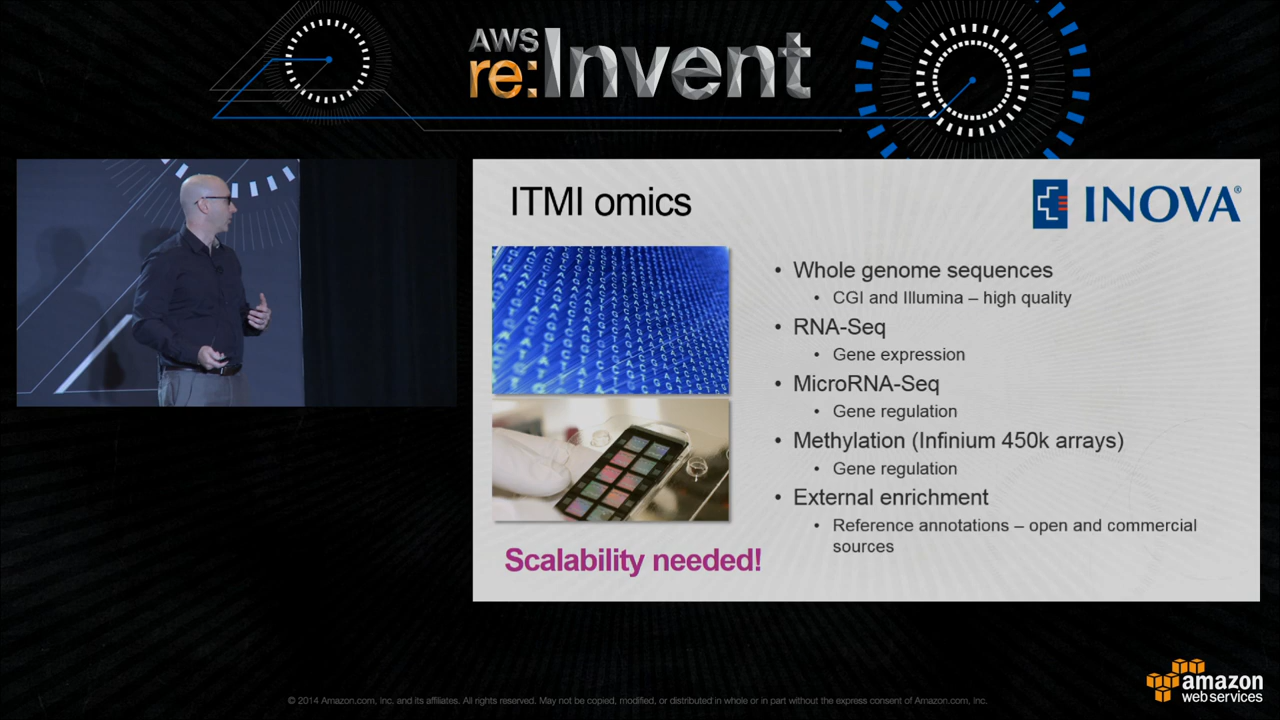 AWS
re:Invent
ITMI omics
INOVA®
• Whole genome sequences
• CGI and Illumina – high quality
• RNA-Seq
• Gene expression
• MicroRNA-Seq
• Gene regulation
• Methylation (Infinium 450k arrays)
• Gene regulation
• External enrichment
• Reference annotations – open and commercial
sources
Scalability needed!
© 2014 Amazon.com, Inc. and its affiliates. All rights reserved. May not be copied, modified, or distributed in whole or in part without the express consent of Amazon.com, Inc.
amazon
web services